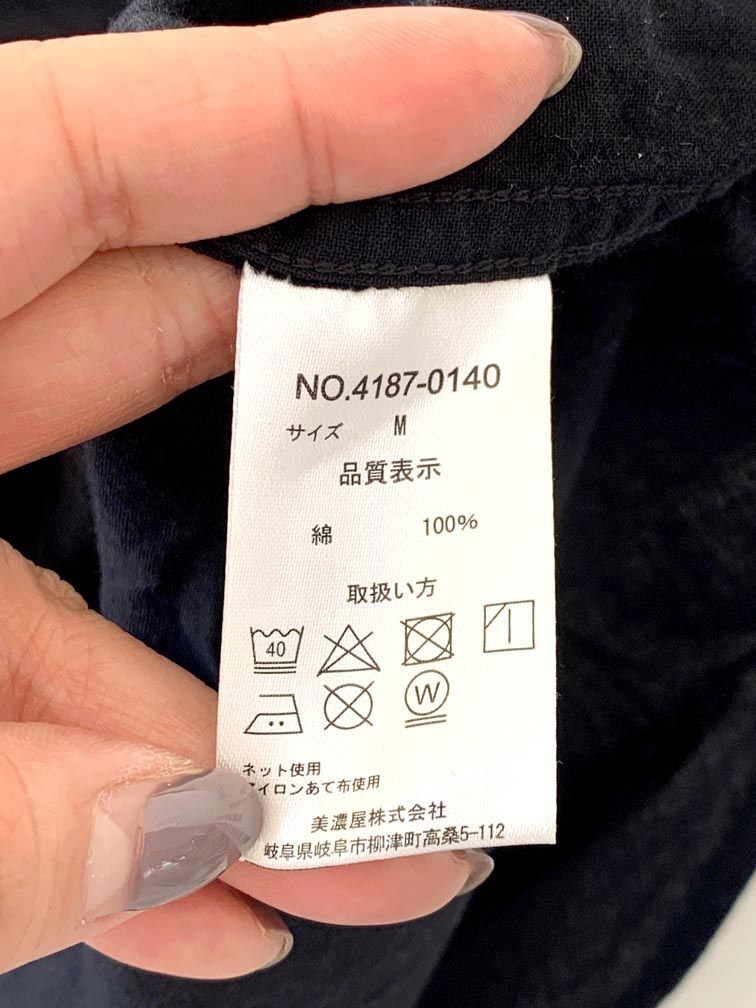 NO.4187-0140
サイズ M
品質表示
綿 100%
取扱い方
40
W
ネット使用
アイロンあて布使用
美濃屋株式会社
岐阜県岐阜市柳津町高桑5-112